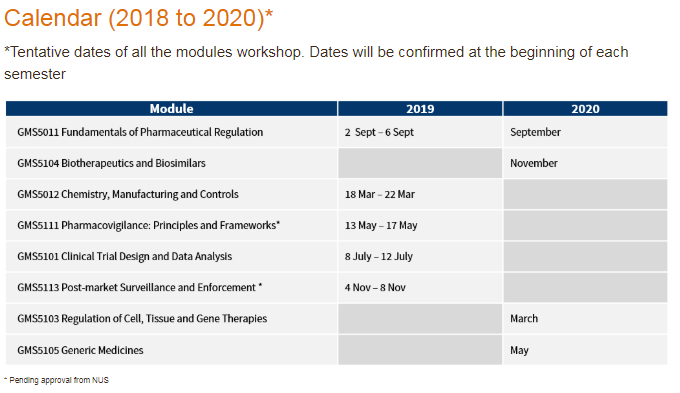 Calendar (2018 to 2020)*
*Tentative dates of all the modules workshop. Dates will be confirmed at the beginning of each
semester
Module 2019 2020
GMS5011 Fundamentals of Pharmaceutical Regulation 2 Sept – 6 Sept September
GMS5104 Biotherapeutics and Biosimilars November
GMS5012 Chemistry, Manufacturing and Controls 18 Mar – 22 Mar
GMS5111 Pharmacovigilance: Principles and Frameworks* 13 May – 17 May
GMS5101 Clinical Trial Design and Data Analysis 8 July – 12 July
GMS5113 Post-market Surveillance and Enforcement * 4 Nov – 8 Nov
GMS5103 Regulation of Cell, Tissue and Gene Therapies March
GMS5105 Generic Medicines May
* Pending approval from NUS